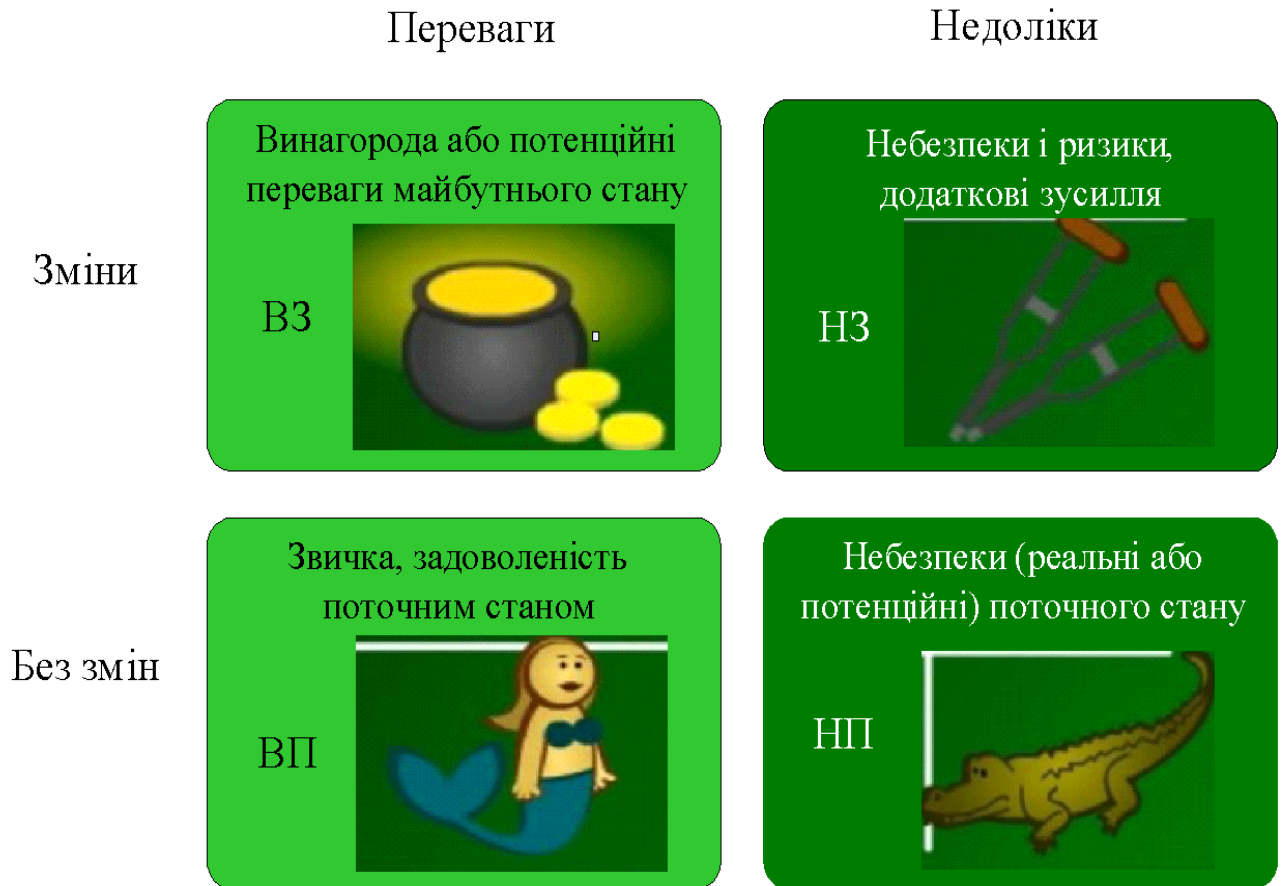 Переваги
Недоліки
Винагорода або потенційні
переваги майбутнього стану
Небезпеки і ризики,
додаткові зусилля
Зміни
ВЗ
НЗ
Звичка, задоволеність
поточним станом
Небезпеки (реальні або
потенційні) поточного стану
Без змін
ВП
НП